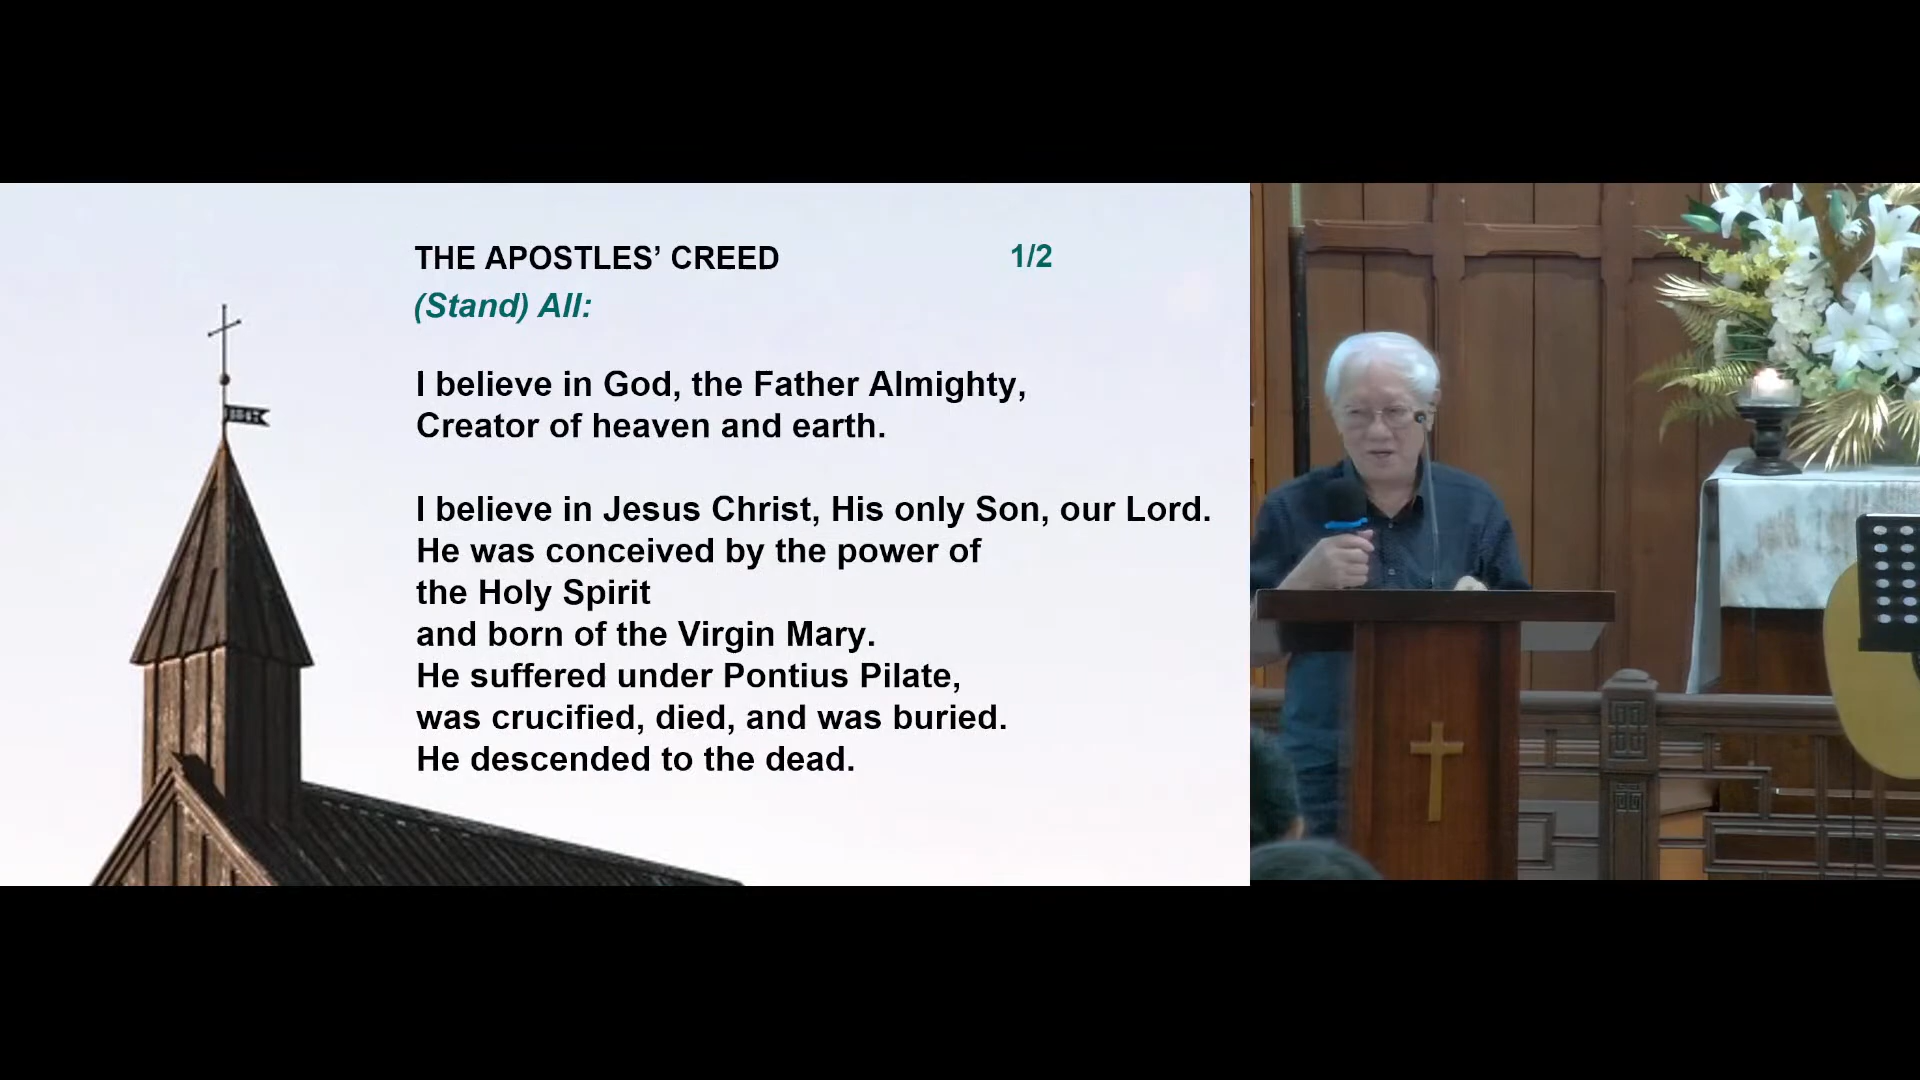 THE APOSTLES’ CREED 1/2
(Stand) All:
I believe in God, the Father Almighty,
Creator of heaven and earth.
I believe in Jesus Christ, His only Son, our Lord.
He was conceived by the power of
the Holy Spirit
and born of the Virgin Mary.
He suffered under Pontius Pilate,
was crucified, died, and was buried.
He descended to the dead.